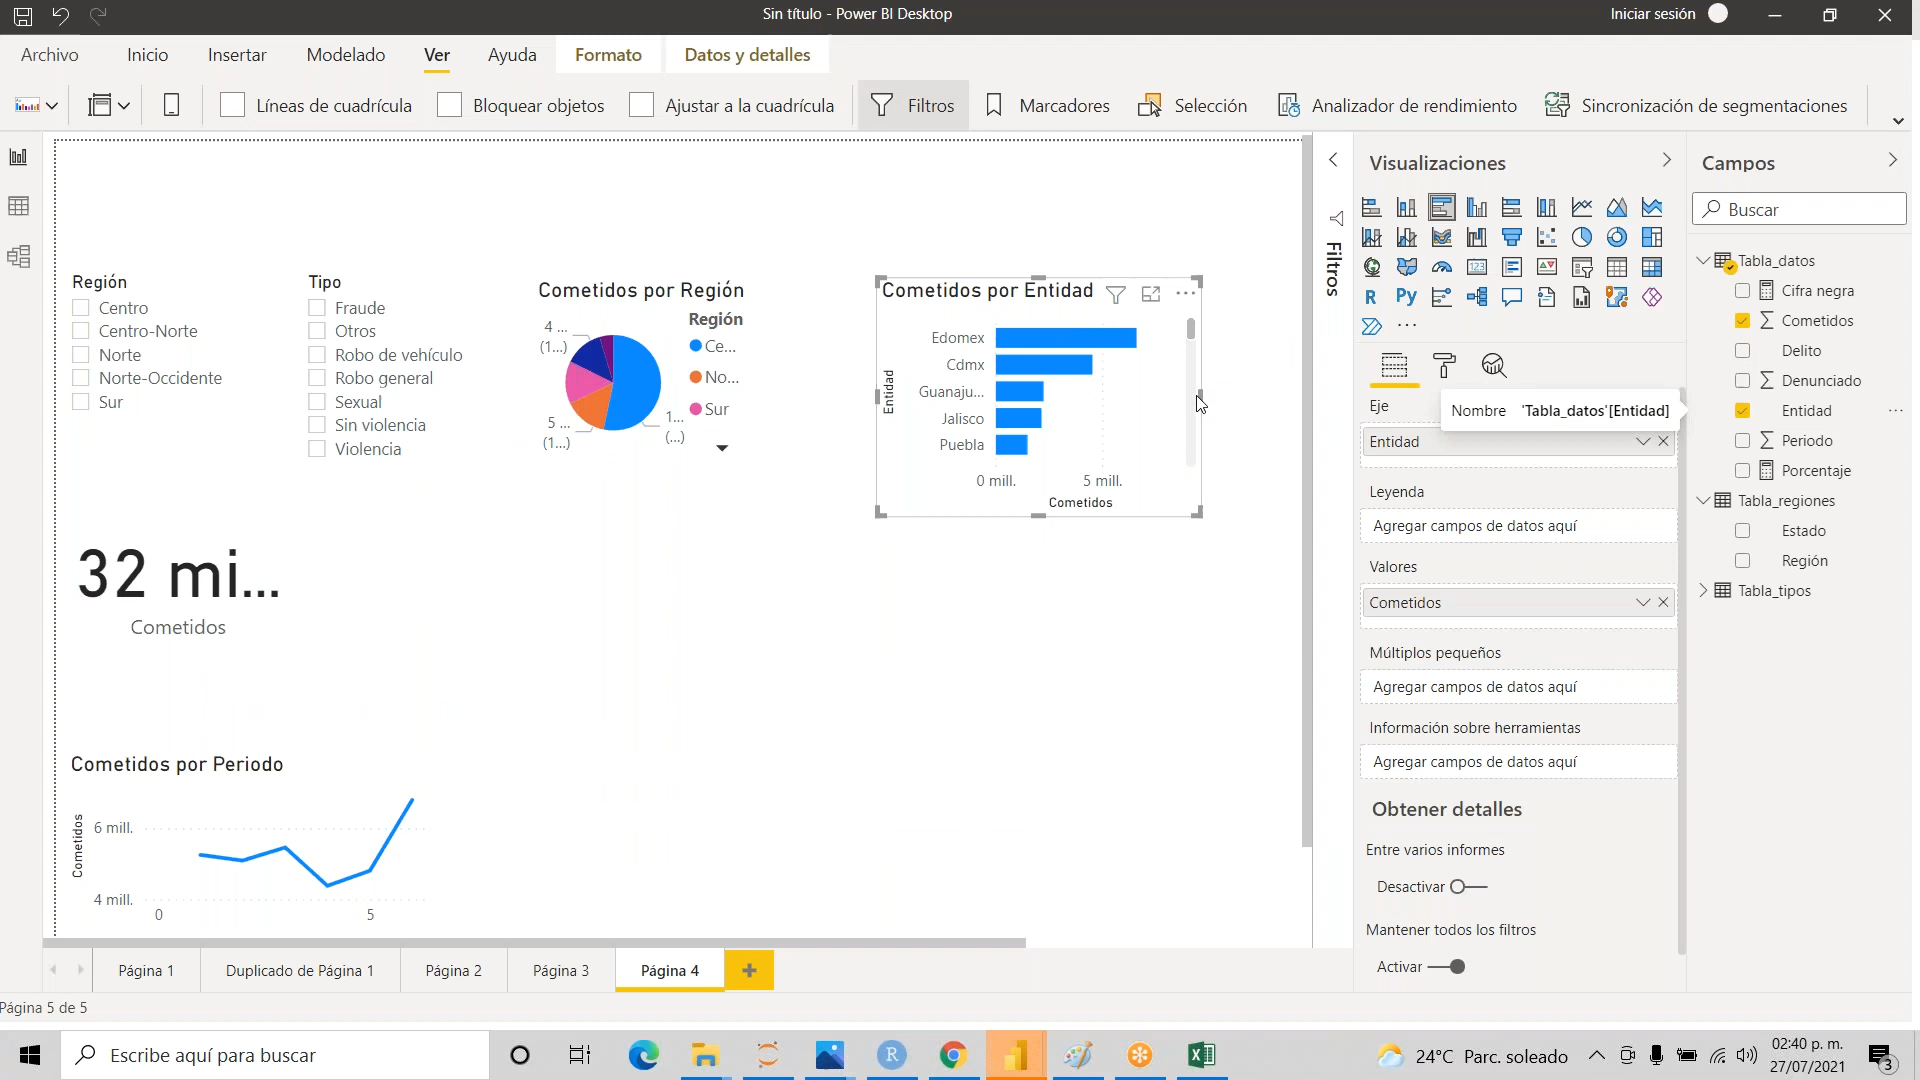 Sin título - Power BI Desktop
Iniciar sesión
Archivo
Inicio
Insertar
Modelado
Ver
Ayuda
Formato
Datos y detalles
Líneas de cuadrícula
Bloquear objetos
Ajustar a la cuadrícula
Filtros
Marcadores
Selección
Analizador de rendimiento
Sincronización de segmentaciones
Región
Centro
Centro-Norte
Norte
Norte-Occidente
Sur
Tipo
Fraude
Otros
Robo de vehículo
Robo general
Sexual
Sin violencia
Violencia
Cometidos por Región
4 ...
(1...)
5 ...
(1...)
1...
(...)
Región
Ce...
No...
Sur
Cometidos por Entidad
Entidad
Edomex
Cdmx
Guanaju...
Jalisco
Puebla
0 mill.
5 mill.
Cometidos
32 mi...
Cometidos
Cometidos por Periodo
Cometidos
6 mill.
4 mill.
0
5
Filtros
Visualizaciones
R
Py
123
...
Eje
Nombre 'Tabla_datos'[Entidad]
Entidad
Leyenda
Agregar campos de datos aquí
Valores
Cometidos
Múltiplos pequeños
Agregar campos de datos aquí
Información sobre herramientas
Agregar campos de datos aquí
Obtener detalles
Entre varios informes
Desactivar
Mantener todos los filtros
Activar
Campos
Buscar
Tabla_datos
Cifra negra
Cometidos
Delito
Denunciado
Entidad
Periodo
Porcentaje
Tabla_regiones
Estado
Región
Tabla_tipos
Página 1
Duplicado de Página 1
Página 2
Página 3
Página 4
Página 5 de 5
Escribe aquí para buscar
R
24°C Parc. soleado
02:40 p. m.
27/07/2021
3